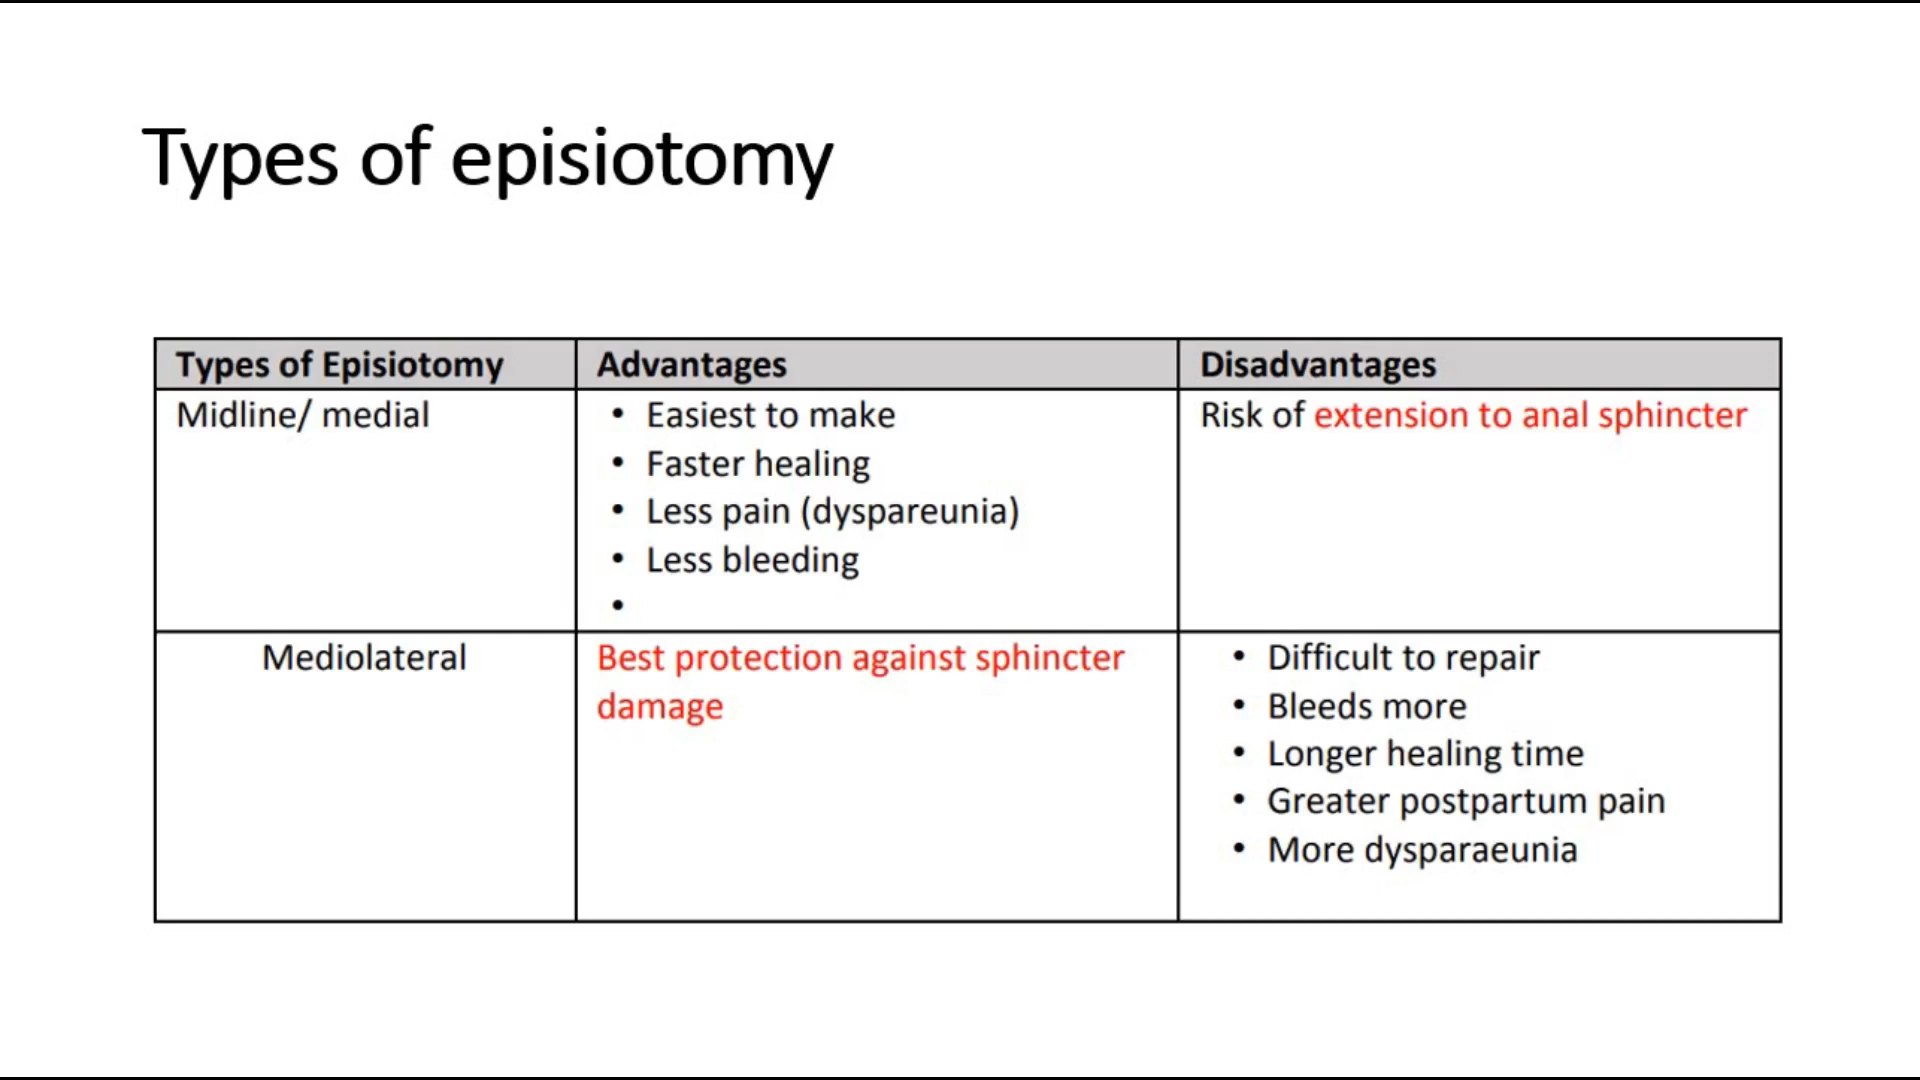 Types of episiotomy
Types of Episiotomy
Advantages
Disadvantages
Midline/ medial
• Easiest to make
• Faster healing
• Less pain (dyspareunia)
• Less bleeding
•
Risk of extension to anal sphincter
Mediolateral
Best protection against sphincter
damage
• Difficult to repair
• Bleeds more
• Longer healing time
• Greater postpartum pain
• More dysparaeunia